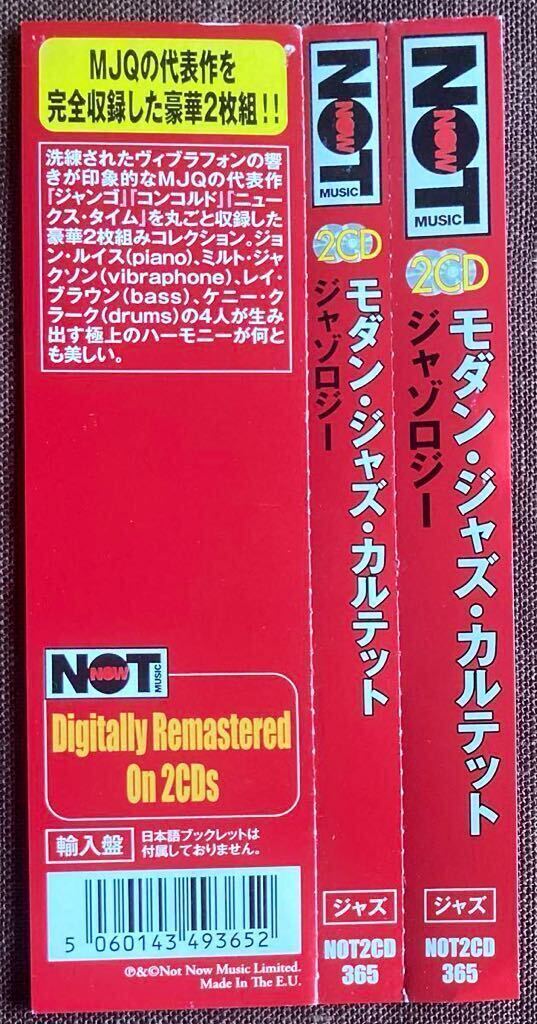 MJQの代表作を
完全収録した豪華2枚組!!
洗練されたヴィブラフォンの響
きが印象的なMJQの代表作
『ジャンゴ』『コンコルド』『ニュー
クス・タイム』を丸ごと収録した
豪華2枚組みコレクション。ジョ
ン・ルイス(piano)、ミルト・ジャ
クソン(vibraphone)、レイ・
ブラウン(bass)、ケニー・ク
ラーク(drums)の4人が生み
出す極上のハーモニーが何と
も美しい。
NOT NOW MUSIC
Digitally Remastered
On 2CDs
輸入盤
日本語ブックレットは
付属しておりません。
5 060143 493652
℗&©Not Now Music Limited.
Made In The E.U.
NOT NOW MUSIC
2CD
モダン・ジャズ・カルテット
ジャゾロジー
ジャズ
NOT2CD
365
NOT NOW MUSIC
2CD
モダン・ジャズ・カルテット
ジャゾロジー
ジャズ
NOT2CD
365